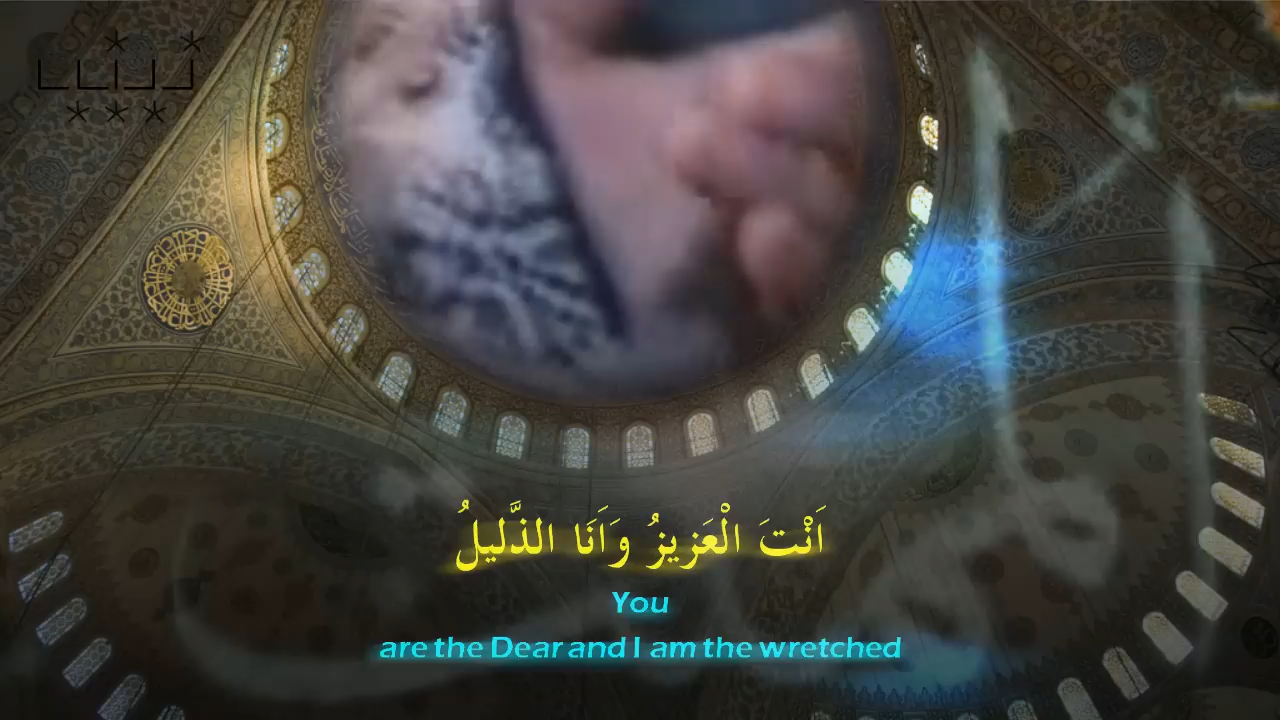 اَنْتَ الْعَزيزُ وَاَنَا الذَّليلُ
You
are the Dear and I am the wretched